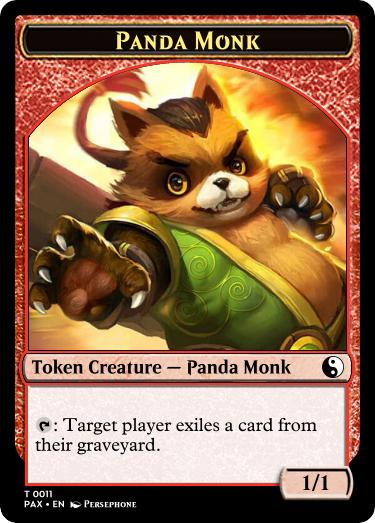 Panda Monk
Token Creature — Panda Monk
: Target player exiles a card from
their graveyard.
1/1
T 0011
PAX • EN Persephone